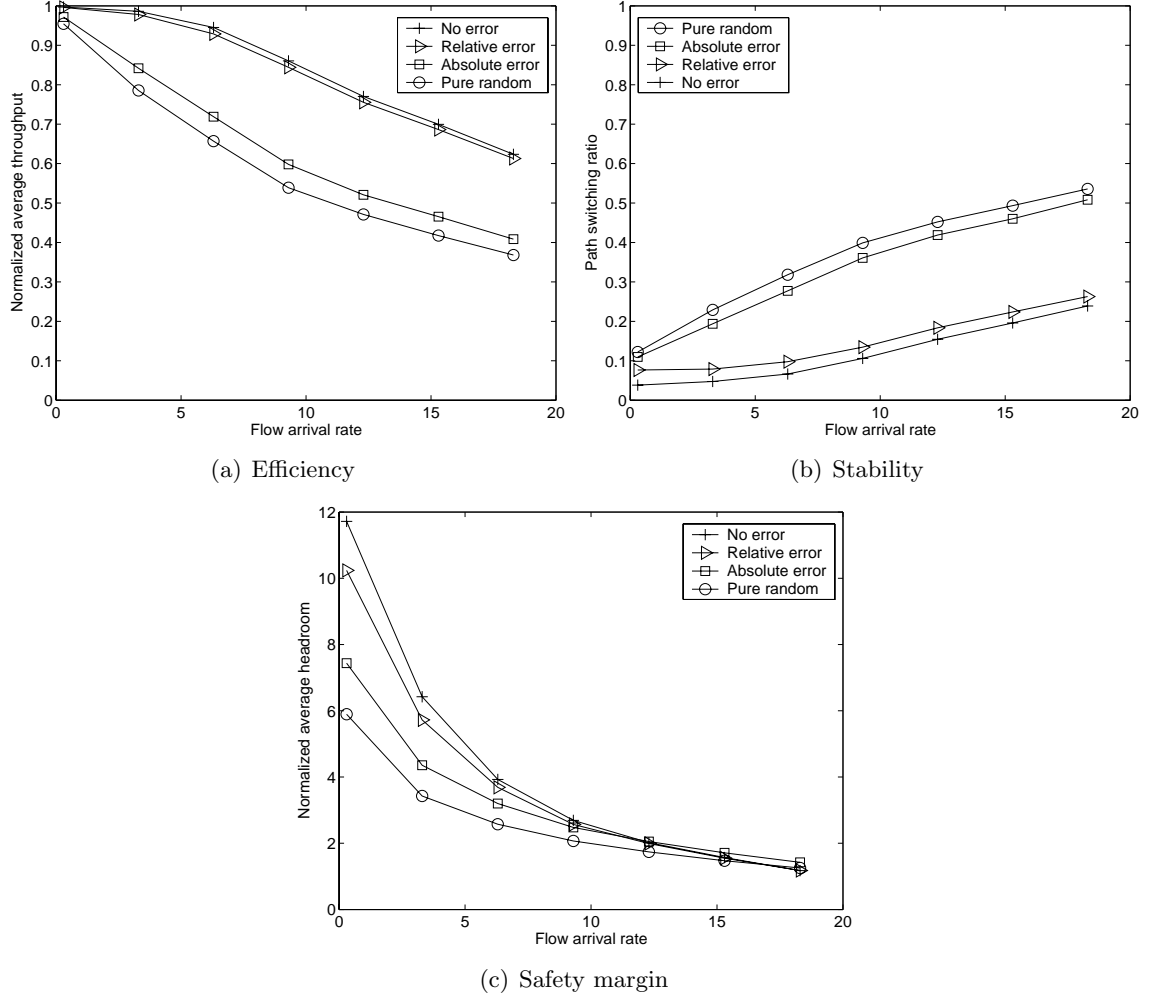 Normalized average throughput
1
0.9
0.8
0.7
0.6
0.5
0.4
0.3
0.2
0.1
0
0 5 10 15 20
Flow arrival rate
No error
Relative error
Absolute error
Pure random
(a) Efficiency
Path switching ratio
1
0.9
0.8
0.7
0.6
0.5
0.4
0.3
0.2
0.1
0
0 5 10 15 20
Flow arrival rate
Pure random
Absolute error
Relative error
No error
(b) Stability
Normalized average headroom
12
10
8
6
4
2
0
0 5 10 15 20
Flow arrival rate
No error
Relative error
Absolute error
Pure random
(c) Safety margin